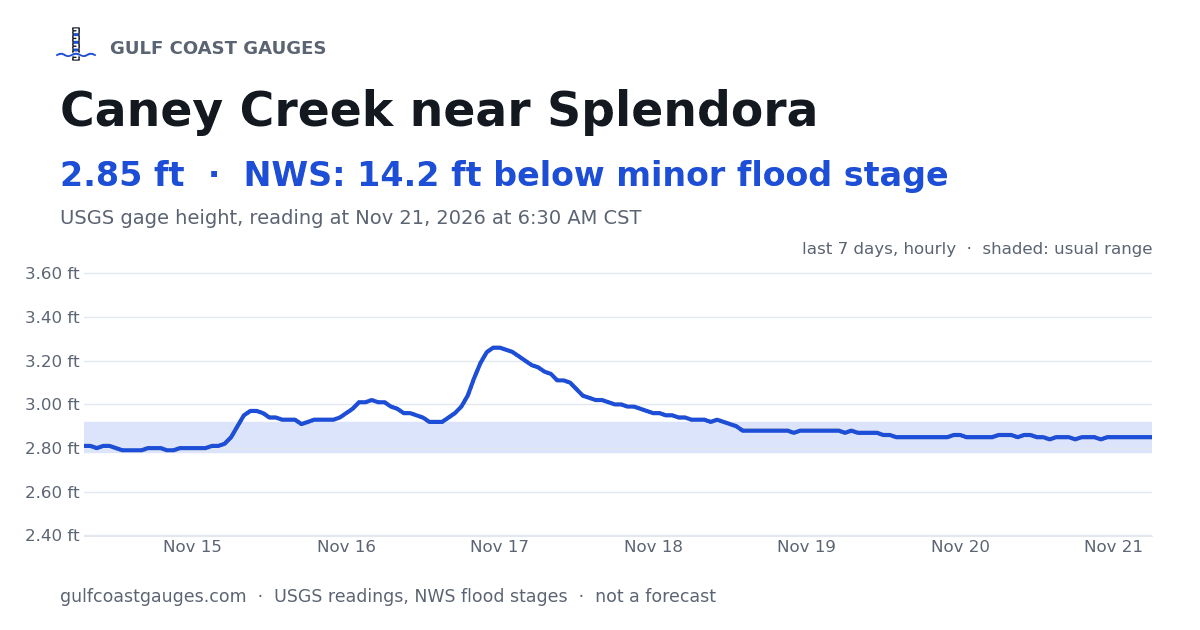 GULF COAST GAUGES
Caney Creek near Splendora
2.85 ft · NWS: 14.2 ft below minor flood stage
USGS gage height, reading at Nov 21, 2026 at 6:30 AM CST
last 7 days, hourly · shaded: usual range
3.60 ft
3.40 ft
3.20 ft
3.00 ft
2.80 ft
2.60 ft
2.40 ft
Nov 15 Nov 16 Nov 17 Nov 18 Nov 19 Nov 20 Nov 21
gulfcoastgauges.com · USGS readings, NWS flood stages · not a forecast